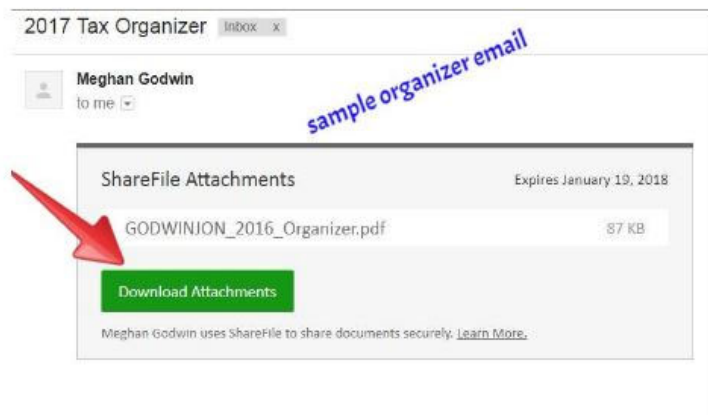 2017 Tax Organizer Inbox x
sample organizer email
Meghan Godwin
to me
ShareFile Attachments Expires January 19, 2018
GODWINJON_2016_Organizer.pdf 87 KB
Download Attachments
Meghan Godwin uses ShareFile to share documents securely. Learn More.